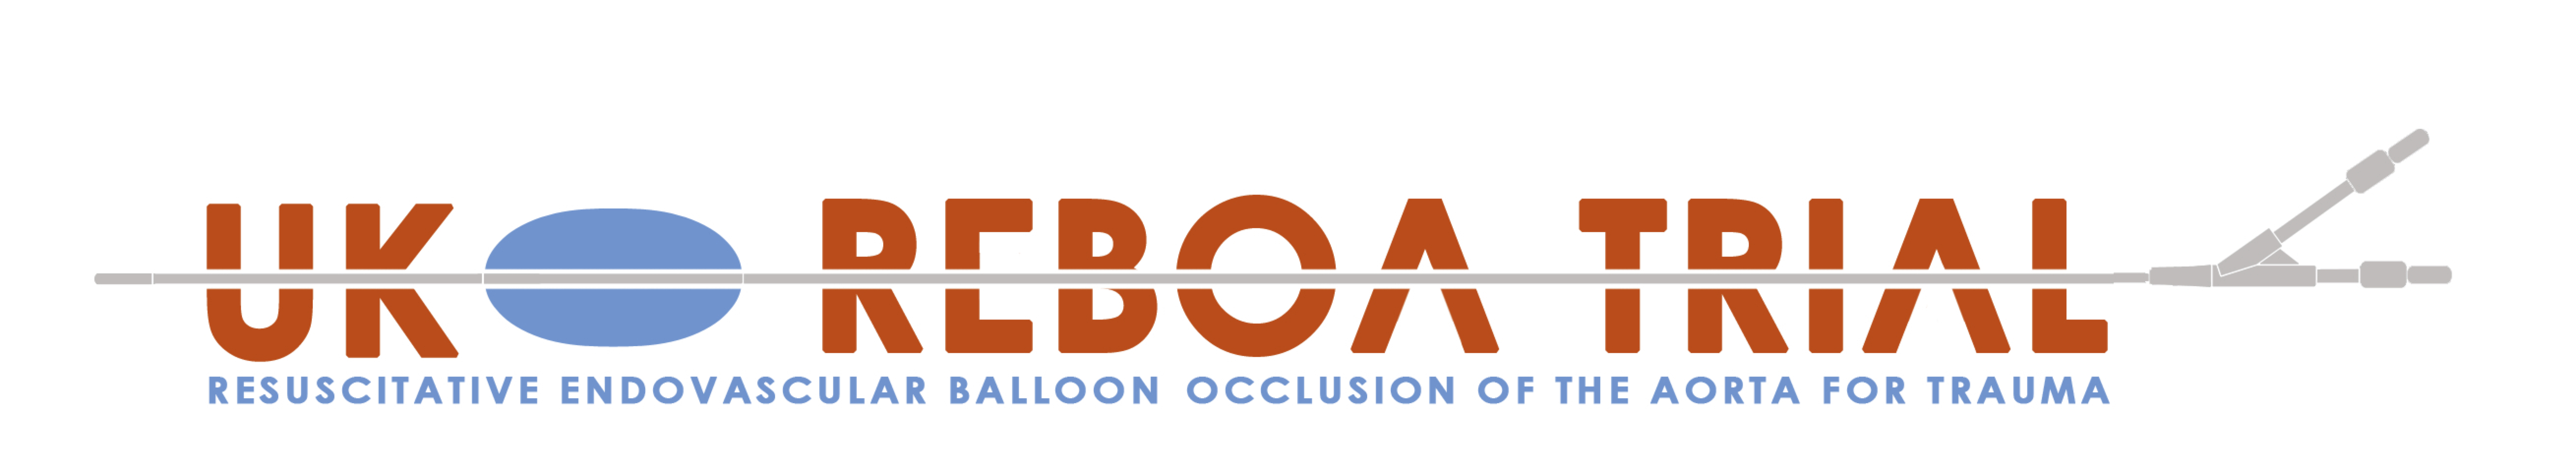 UK REBOA TRIAL
RESUSCITATIVE ENDOVASCULAR BALLOON OCCLUSION OF THE AORTA FOR TRAUMA